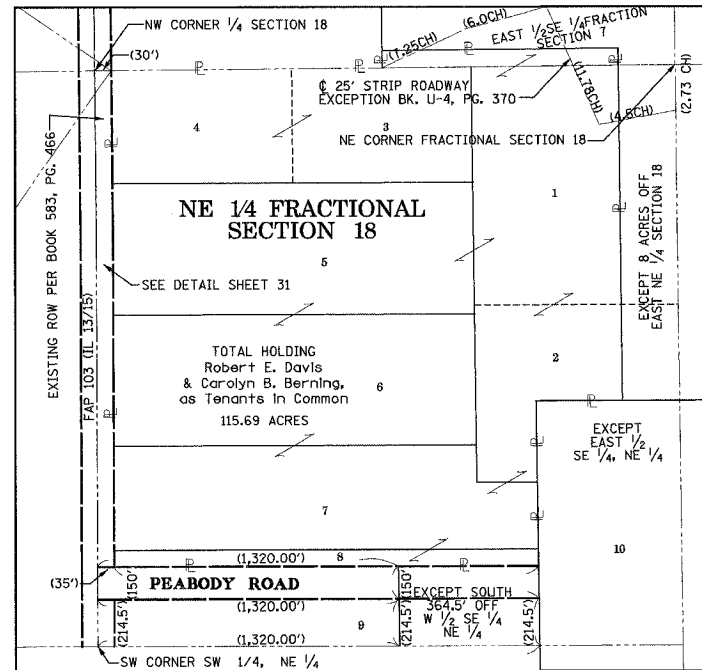 NW CORNER 1/4 SECTION 18
(30')
(7.25CH)
(6.0CH)
EAST 1/2SE 1/4FRACTION
SECTION 7
(11.78CH)
(4.5CH)
(2.73 CH)
℄ 25' STRIP ROADWAY
EXCEPTION BK. U-4, PG. 370
NE CORNER FRACTIONAL SECTION 18
4
3
1
NE 1/4 FRACTIONAL
SECTION 18
5
SEE DETAIL SHEET 31
EXISTING ROW PER BOOK 583, PG. 466
FAP 103 (IL 13/15)
EXCEPT 8 ACRES OFF
EAST NE 1/4 SECTION 18
2
TOTAL HOLDING
Robert E. Davis
& Carolyn B. Berning,
as Tenants in Common
115.69 ACRES
6
EXCEPT
EAST 1/2
SE 1/4, NE 1/4
7
10
8
(1,320.00')
(35')
(150')
PEABODY ROAD
(150')
EXCEPT SOUTH
364.5' OFF
W 1/2 SE 1/4
NE 1/4
(1,320.00')
(214.5')
9
(214.5')
(214.5')
(1,320.00')
SW CORNER SW 1/4, NE 1/4